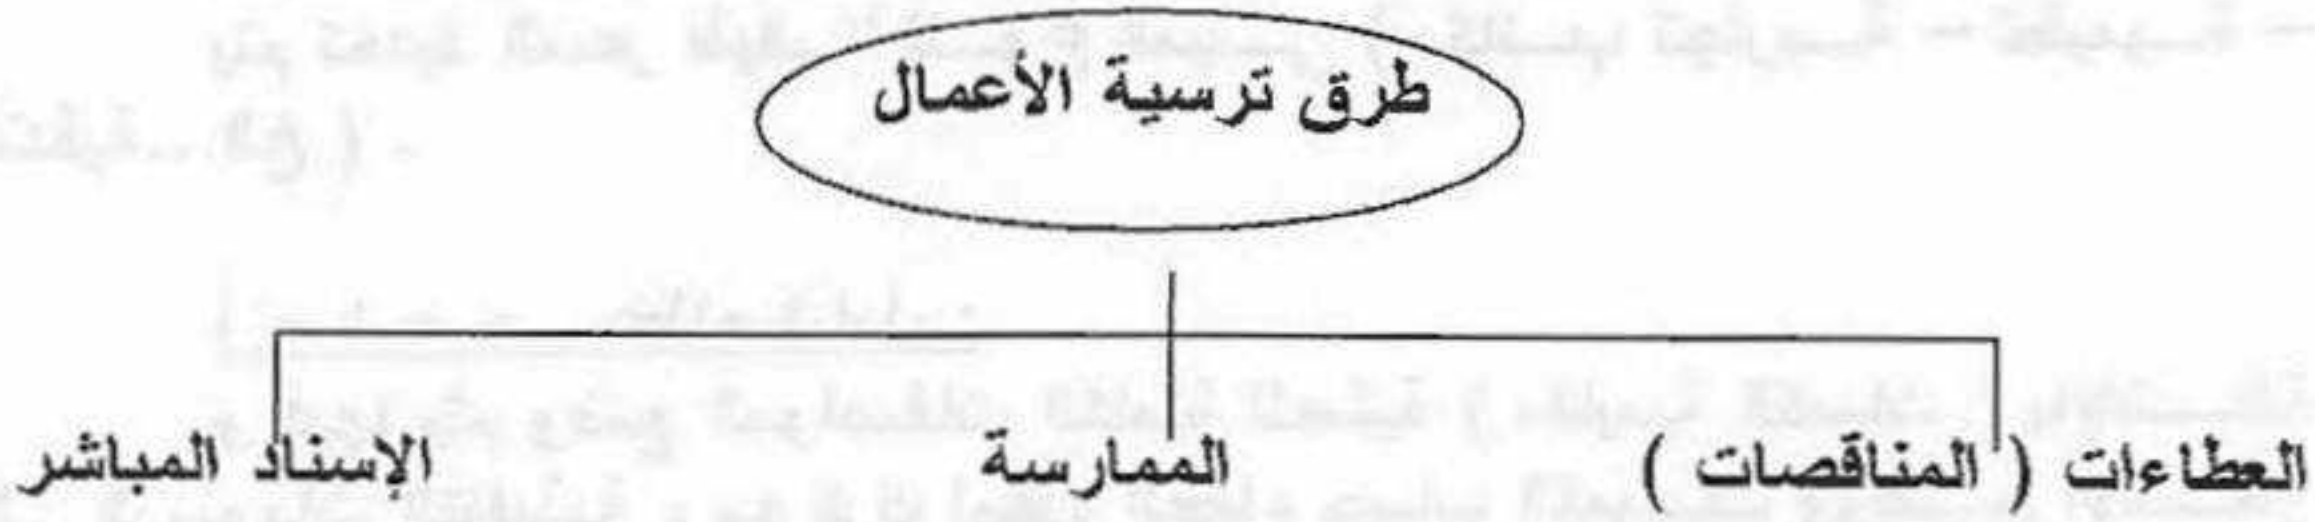 طرق ترسية الأعمال
العطاءات ( المناقصات )
الممارسة
الإسناد المباشر